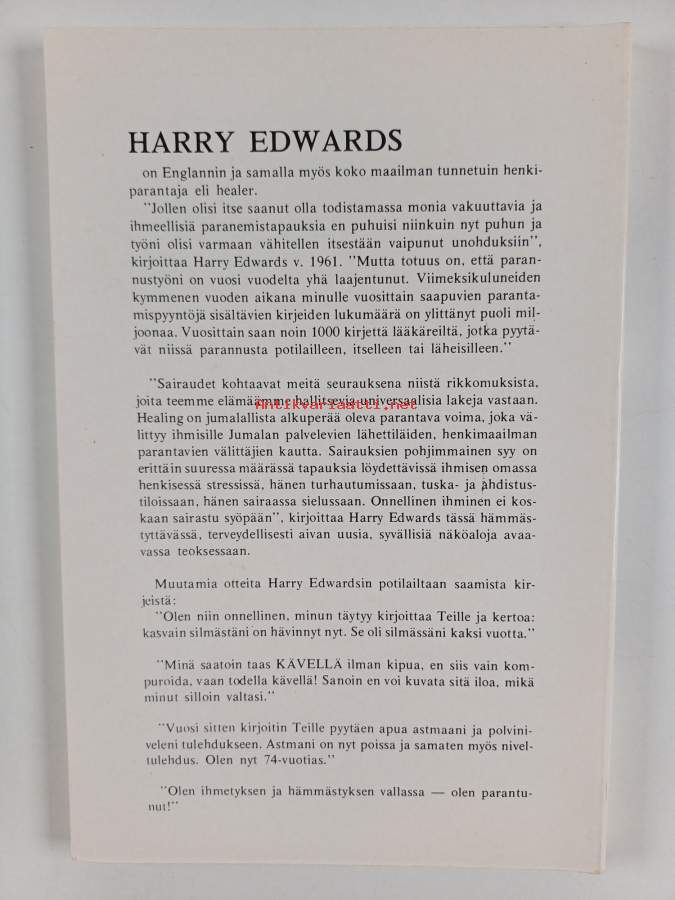 HARRY EDWARDS
on Englannin ja samalla myös koko maailman tunnetuin henki-
parantaja eli healer.
"Jollen olisi itse saanut olla todistamassa monia vakuuttavia ja
ihmeellisiä paranemistapauksia en puhuisi niinkuin nyt puhun ja
työni olisi varmaan vähitellen itsestään vaipunut unohduksiin",
kirjoittaa Harry Edwards v. 1961. "Mutta totuus on, että paran-
nustyöni on vuosi vuodelta yhä laajentunut. Viimeksikuluneiden
kymmenen vuoden aikana minulle vuosittain saapuvien paranta-
mispyyntöjä sisältävien kirjeiden lukumäärä on ylittänyt puoli mil-
joonaa. Vuosittain saan noin 1000 kirjettä lääkäreiltä, jotka pyytä-
vät niissä parannusta potilailleen, itselleen tai läheisilleen."
"Sairaudet kohtaavat meitä seurauksena niistä rikkomuksista,
joita teemme elämäämme hallitsevia universaalisia lakeja vastaan.
Antikvariaatti.net
Healing on jumalallista alkuperää oleva parantava voima, joka vä-
littyy ihmisille Jumalan palvelevien lähettiläiden, henkimaailman
parantavien välittäjien kautta. Sairauksien pohjimmainen syy on
erittäin suuressa määrässä tapauksia löydettävissä ihmisen omassa
henkisessä stressissä, hänen turhautumissaan, tuska- ja ahdistus-
tiloissaan, hänen sairaassa sielussaan. Onnellinen ihminen ei kos-
kaan sairastu syöpään", kirjoittaa Harry Edwards tässä hämmäs-
tyttävässä, terveydellisesti aivan uusia, syvällisiä näköaloja avaa-
vassa teoksessaan.
Muutamia otteita Harry Edwardsin potilailtaan saamista kir-
jeistä:
"Olen niin onnellinen, minun täytyy kirjoittaa Teille ja kertoa:
kasvain silmästäni on hävinnyt nyt. Se oli silmässäni kaksi vuotta."
"Minä saatoin taas KÄVELLÄ ilman kipua, en siis vain kom-
puroida, vaan todella kävellä! Sanoin en voi kuvata sitä iloa, mikä
minut silloin valtasi."
"Vuosi sitten kirjoitin Teille pyytäen apua astmaani ja polvini-
veleni tulehdukseen. Astmani on nyt poissa ja samaten myös nivel-
tulehdus. Olen nyt 74-vuotias."
"Olen ihmetyksen ja hämmästyksen vallassa — olen parantu-
nut!"